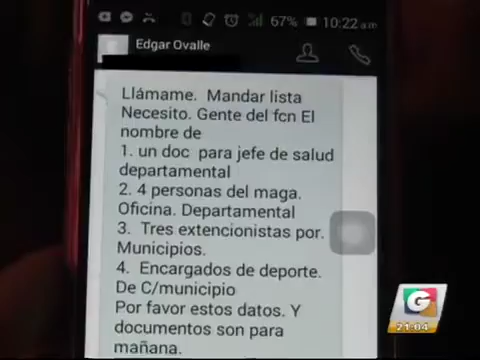 67% 10:22 a.m
Edgar Ovalle
Llámame. Mandar lista
Necesito. Gente del fcn El
nombre de
1. un doc para jefe de salud
departamental
2. 4 personas del maga.
Oficina. Departamental
3. Tres extencionistas por.
Municipios.
4. Encargados de deporte.
De C/municipio
Por favor estos datos. Y
documentos son para
mañana.
G
21:04